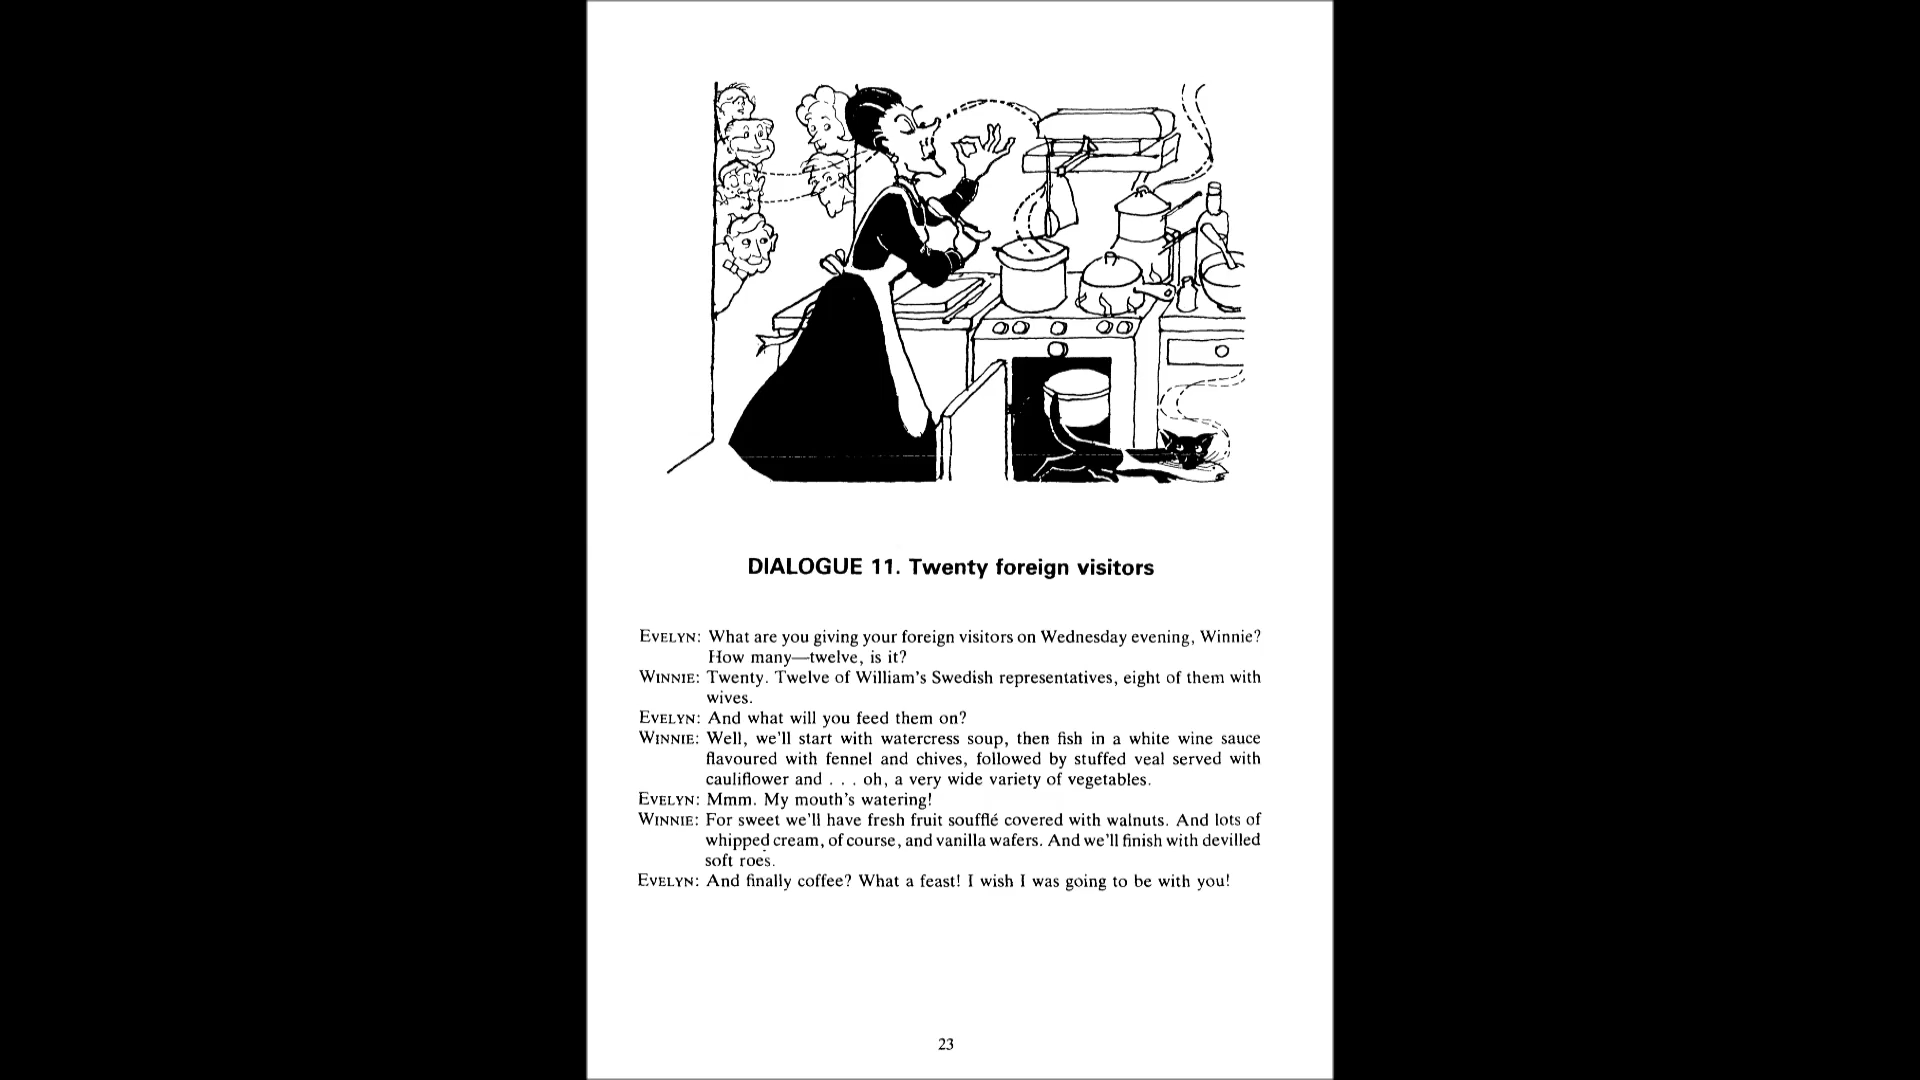 DIALOGUE 11. Twenty foreign visitors
EVELYN: What are you giving your foreign visitors on Wednesday evening, Winnie?
How many—twelve, is it?
WINNIE: Twenty. Twelve of William's Swedish representatives, eight of them with
wives.
EVELYN: And what will you feed them on?
WINNIE: Well, we'll start with watercress soup, then fish in a white wine sauce
flavoured with fennel and chives, followed by stuffed veal served with
cauliflower and . . . oh, a very wide variety of vegetables.
EVELYN: Mmm. My mouth's watering!
WINNIE: For sweet we'll have fresh fruit soufflé covered with walnuts. And lots of
whipped cream, of course, and vanilla wafers. And we'll finish with devilled
soft roes.
EVELYN: And finally coffee? What a feast! I wish I was going to be with you!
23